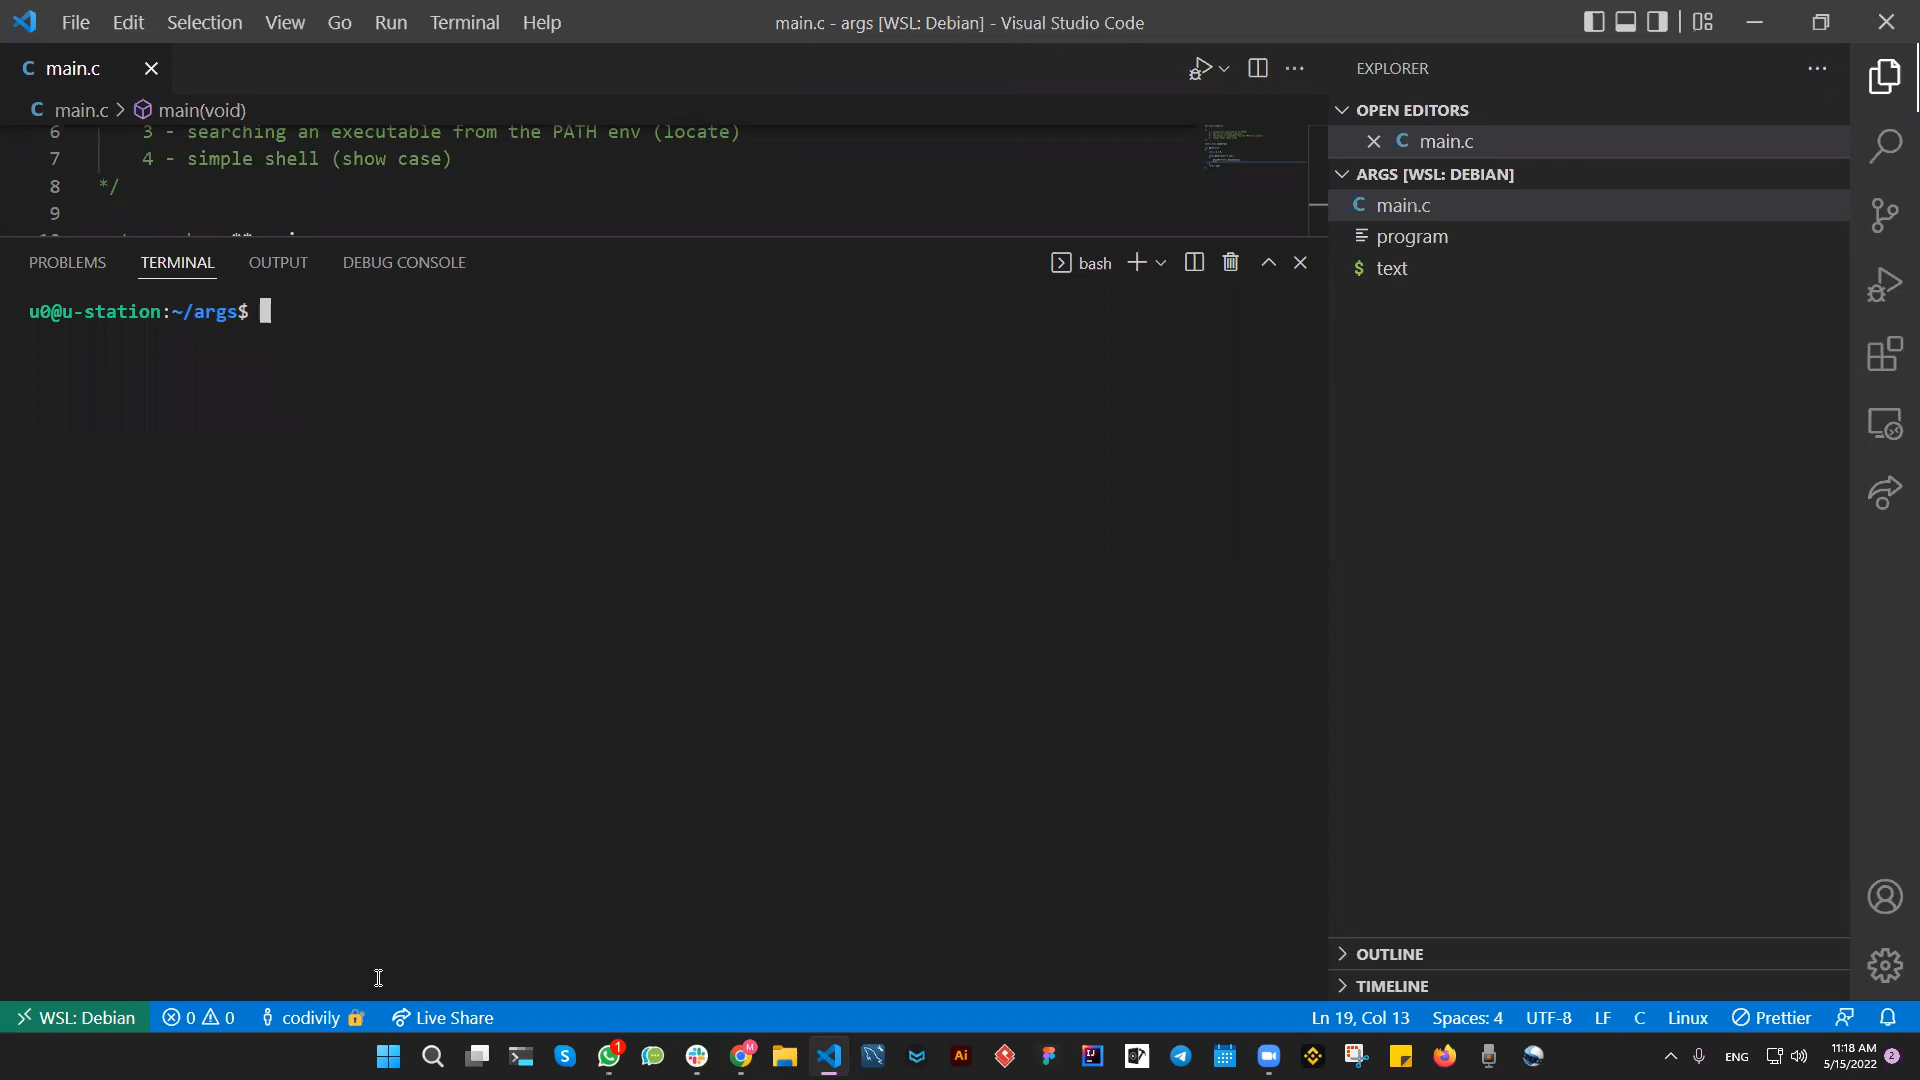 File Edit Selection View Go Run Terminal Help
main.c - args [WSL: Debian] - Visual Studio Code
C main.c
C main.c > main(void)
6 3 - searching an executable from the PATH env (locate)
7 4 - simple shell (show case)
8 */
9
PROBLEMS TERMINAL OUTPUT DEBUG CONSOLE
bash
u0@u-station:~/args$
EXPLORER
OPEN EDITORS
C main.c
ARGS [WSL: DEBIAN]
C main.c
program
$ text
OUTLINE
TIMELINE
WSL: Debian 0 0 codivily Live Share
Ln 19, Col 13 Spaces: 4 UTF-8 LF C Linux Prettier
1 M Ai IJ
ENG
11:18 AM
5/15/2022
2